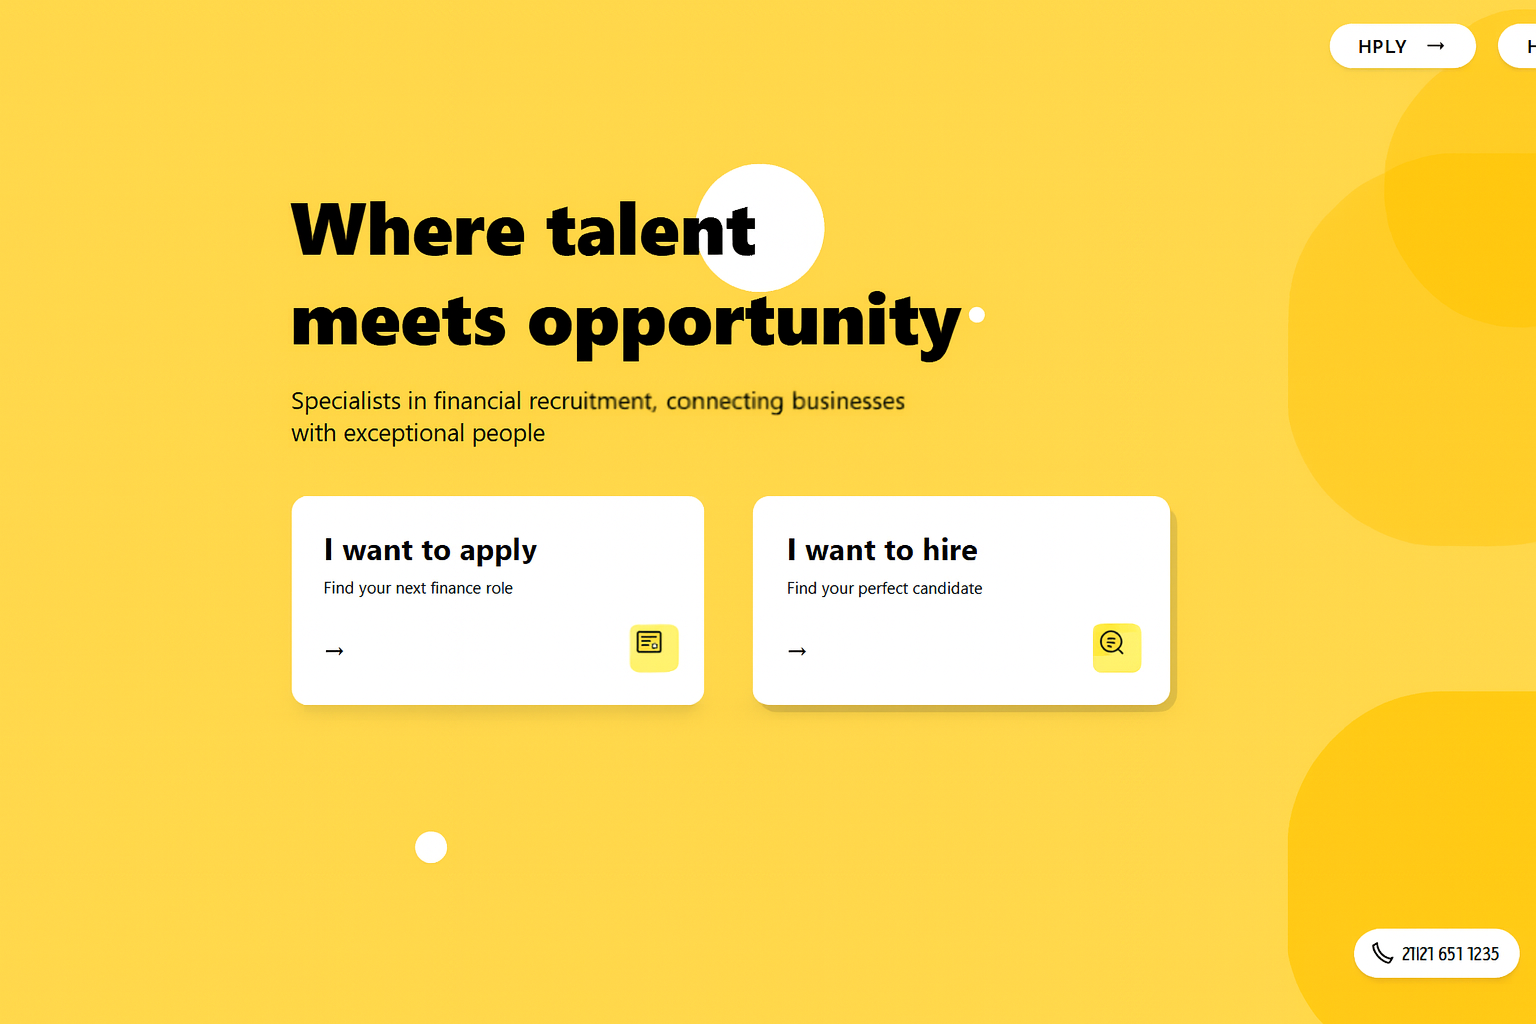 HPLY →
H
Where talent
meets opportunity
Specialists in financial recruitment, connecting businesses
with exceptional people
I want to apply
Find your next finance role
→
I want to hire
Find your perfect candidate
→
651 1235